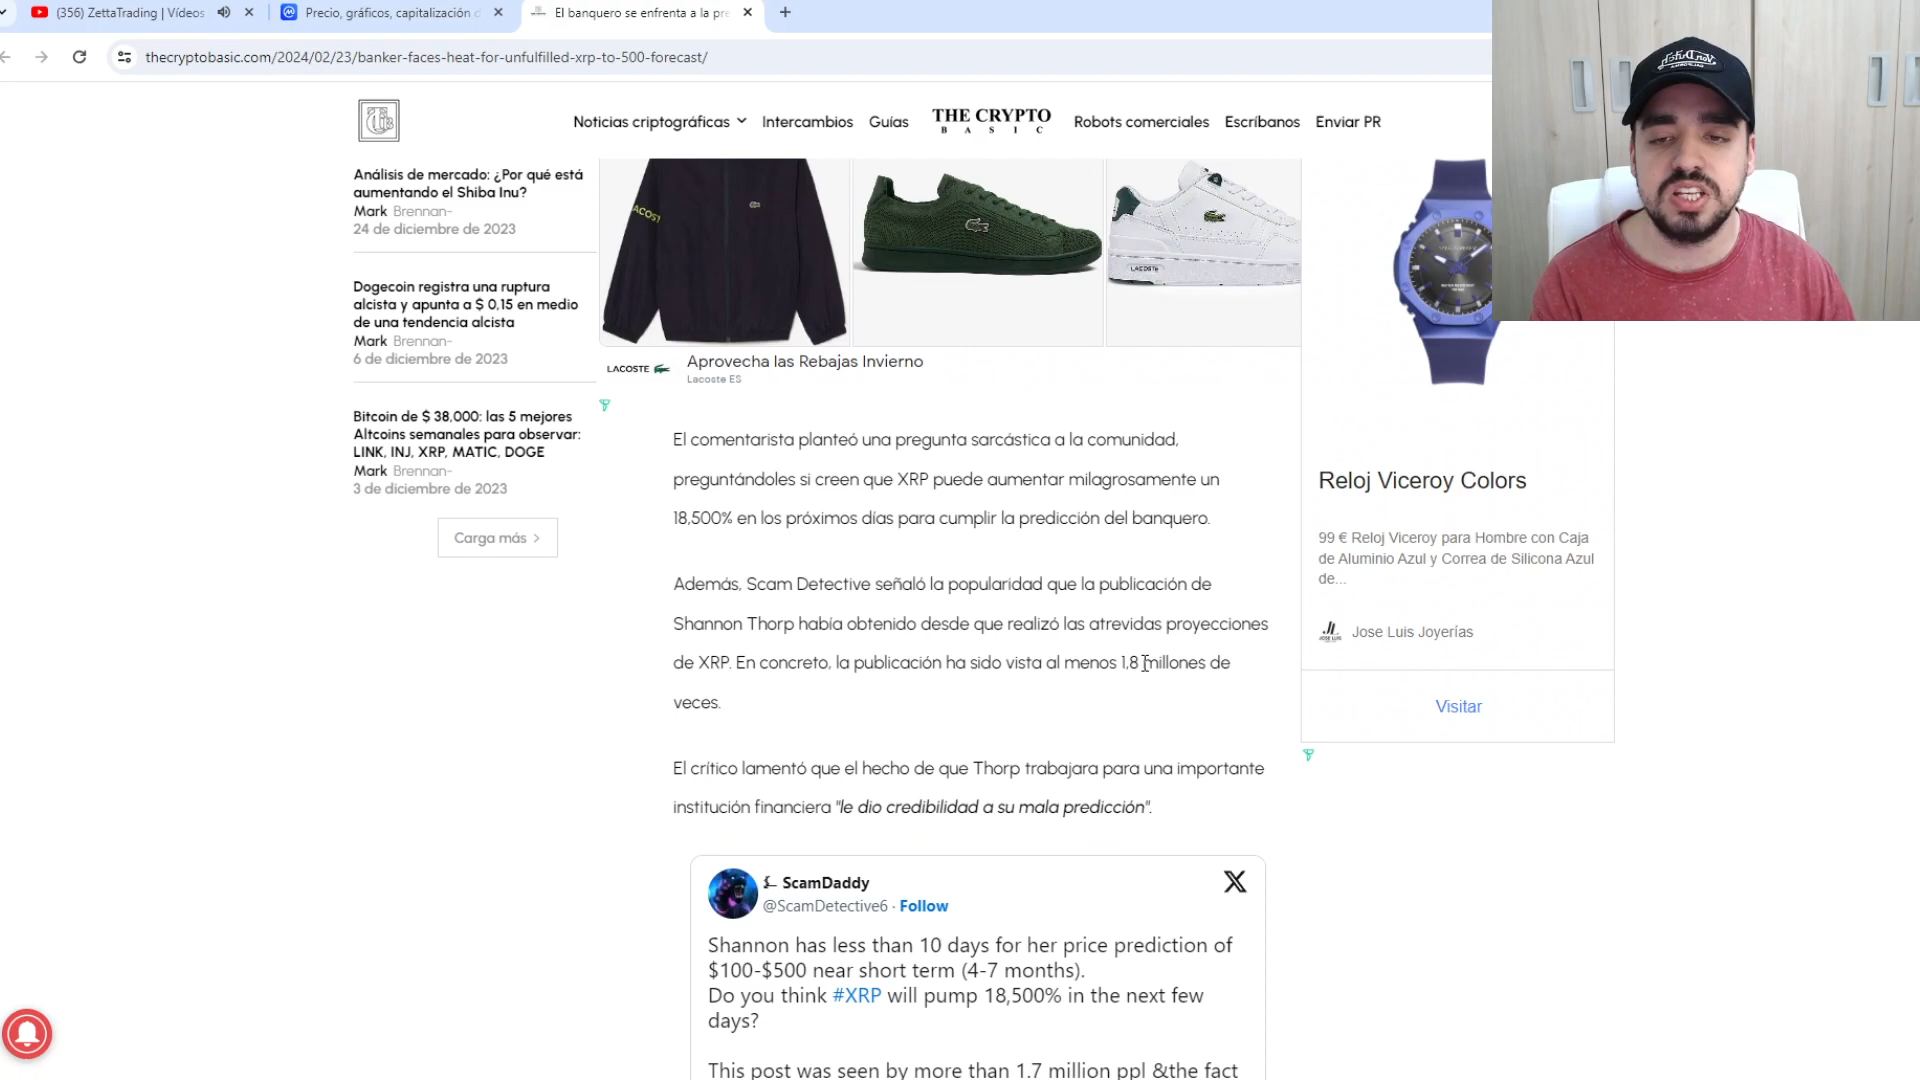 (356) ZettaTrading | Vídeos
Precio, gráficos, capitalización d
El banquero se enfrenta a la pre
thecryptobasic.com/2024/02/23/banker-faces-heat-for-unfulfilled-xrp-to-500-forecast/
Noticias criptográficas
Intercambios
Guías
THE CRYPTO
BASIC
Robots comerciales
Escríbanos
Enviar PR
Análisis de mercado: ¿Por qué está
aumentando el Shiba Inu?
Mark Brennan-
24 de diciembre de 2023
Dogecoin registra una ruptura
alcista y apunta a $ 0,15 en medio
de una tendencia alcista
Mark Brennan-
6 de diciembre de 2023
Bitcoin de $ 38,000: las 5 mejores
Altcoins semanales para observar:
LINK, INJ, XRP, MATIC, DOGE
Mark Brennan-
3 de diciembre de 2023
Carga más >
LACOSTE
Aprovecha las Rebajas Invierno
Lacoste ES
El comentarista planteó una pregunta sarcástica a la comunidad,
preguntándoles si creen que XRP puede aumentar milagrosamente un
18,500% en los próximos días para cumplir la predicción del banquero.
Además, Scam Detective señaló la popularidad que la publicación de
Shannon Thorp había obtenido desde que realizó las atrevidas proyecciones
de XRP. En concreto, la publicación ha sido vista al menos 1,8 millones de
veces.
El crítico lamentó que el hecho de que Thorp trabajara para una importante
institución financiera "le dio credibilidad a su mala predicción".
ScamDaddy
@ScamDetective6 · Follow
Shannon has less than 10 days for her price prediction of
$100-$500 near short term (4-7 months).
Do you think #XRP will pump 18,500% in the next few
days?
This post was seen by more than 1.7 million ppl &the fact
Reloj Viceroy Colors
99 € Reloj Viceroy para Hombre con Caja
de Aluminio Azul y Correa de Silicona Azul
de...
Jose Luis Joyerías
Visitar